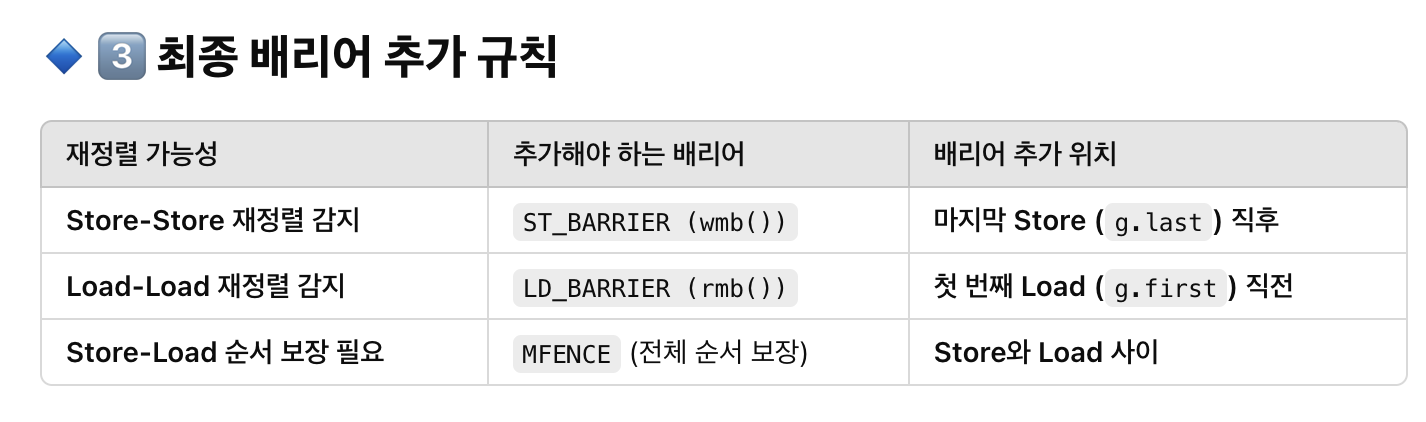 🔷 3️⃣ 최종 배리어 추가 규칙
재정렬 가능성 추가해야 하는 배리어 배리어 추가 위치
Store-Store 재정렬 감지 ST_BARRIER (wmb()) 마지막 Store (g.last) 직후
Load-Load 재정렬 감지 LD_BARRIER (rmb()) 첫 번째 Load (g.first) 직전
Store-Load 순서 보장 필요 MFENCE (전체 순서 보장) Store와 Load 사이